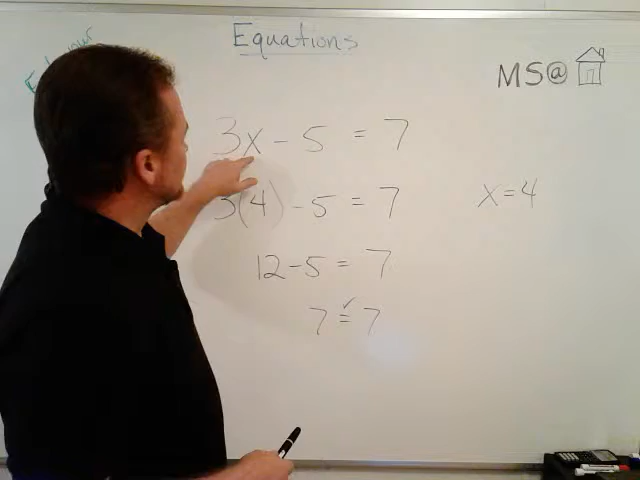 Equations
MS@
3x - 5 = 7
3(4) - 5 = 7
x = 4
12 - 5 = 7
7 = 7